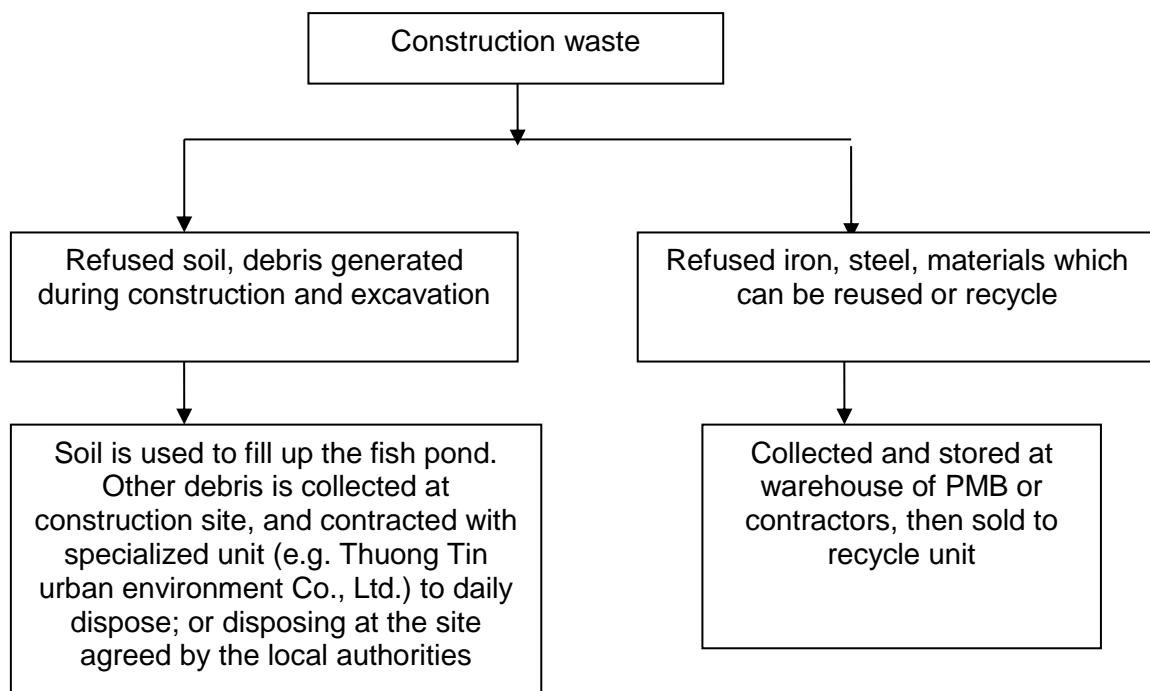 Construction waste
Refused soil, debris generated
during construction and excavation
Refused iron, steel, materials which
can be reused or recycle
Soil is used to fill up the fish pond.
Other debris is collected at
construction site, and contracted with
specialized unit (e.g. Thuong Tin
urban environment Co., Ltd.) to daily
dispose; or disposing at the site
agreed by the local authorities
Collected and stored at
warehouse of PMB or
contractors, then sold to
recycle unit